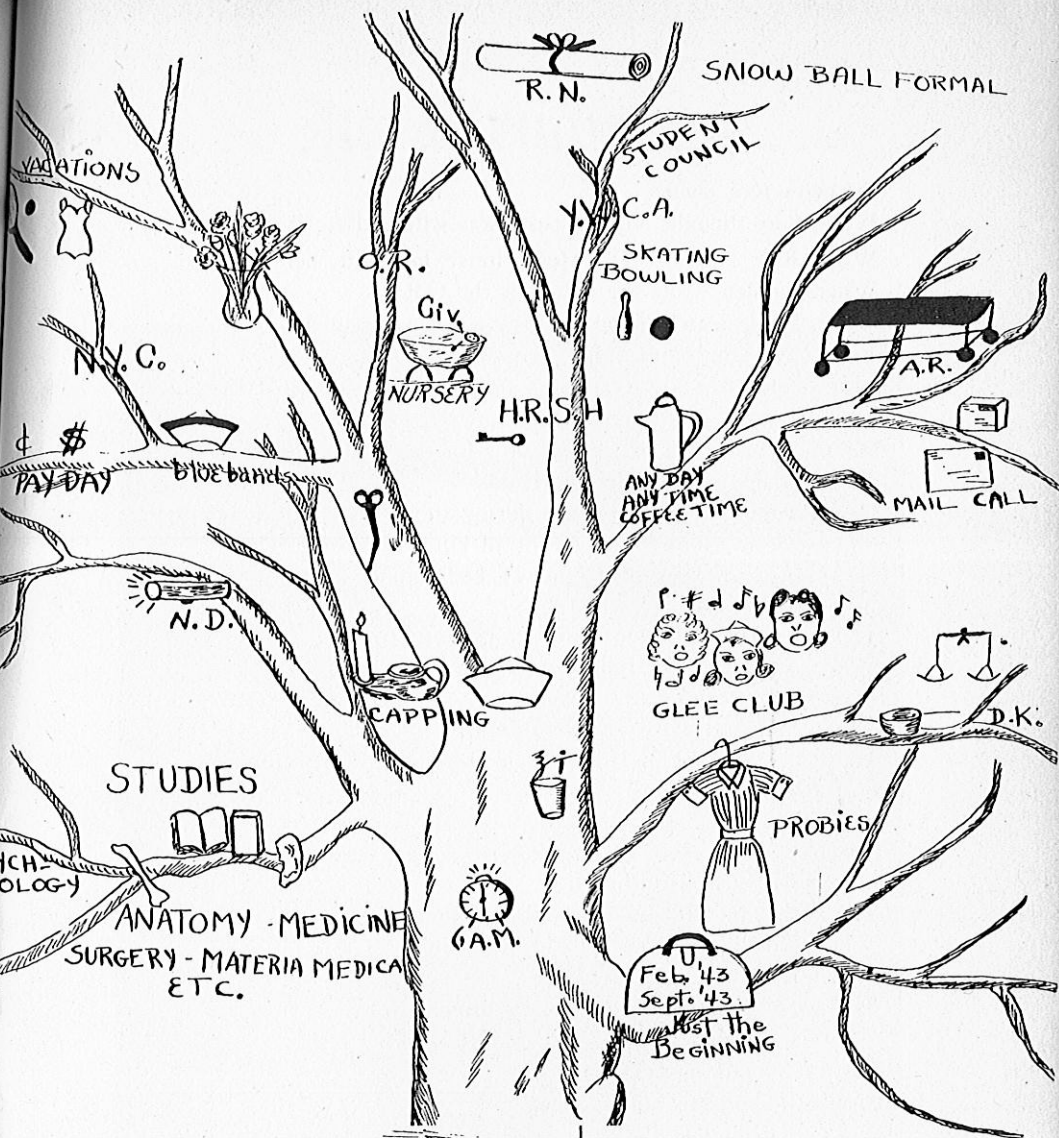 R.N.
SNOW BALL FORMAL
STUDENT
COUNCIL
VACATIONS
Y.W.C.A.
O.R.
SKATING
BOWLING
Giv.
NURSERY
N.Y.C.
A.R.
H.R.S H
¢ $
PAY DAY
blue bands
ANY DAY
ANY TIME
COFFEE TIME
MAIL CALL
N.D.
CAPPING
GLEE CLUB
D.K.
STUDIES
PROBIES
YCH-
OLOGY
ANATOMY - MEDICINE
SURGERY - MATERIA MEDICA
ETC.
6 A.M.
Feb. '43
Sept. '43
Just the
BEGINNING